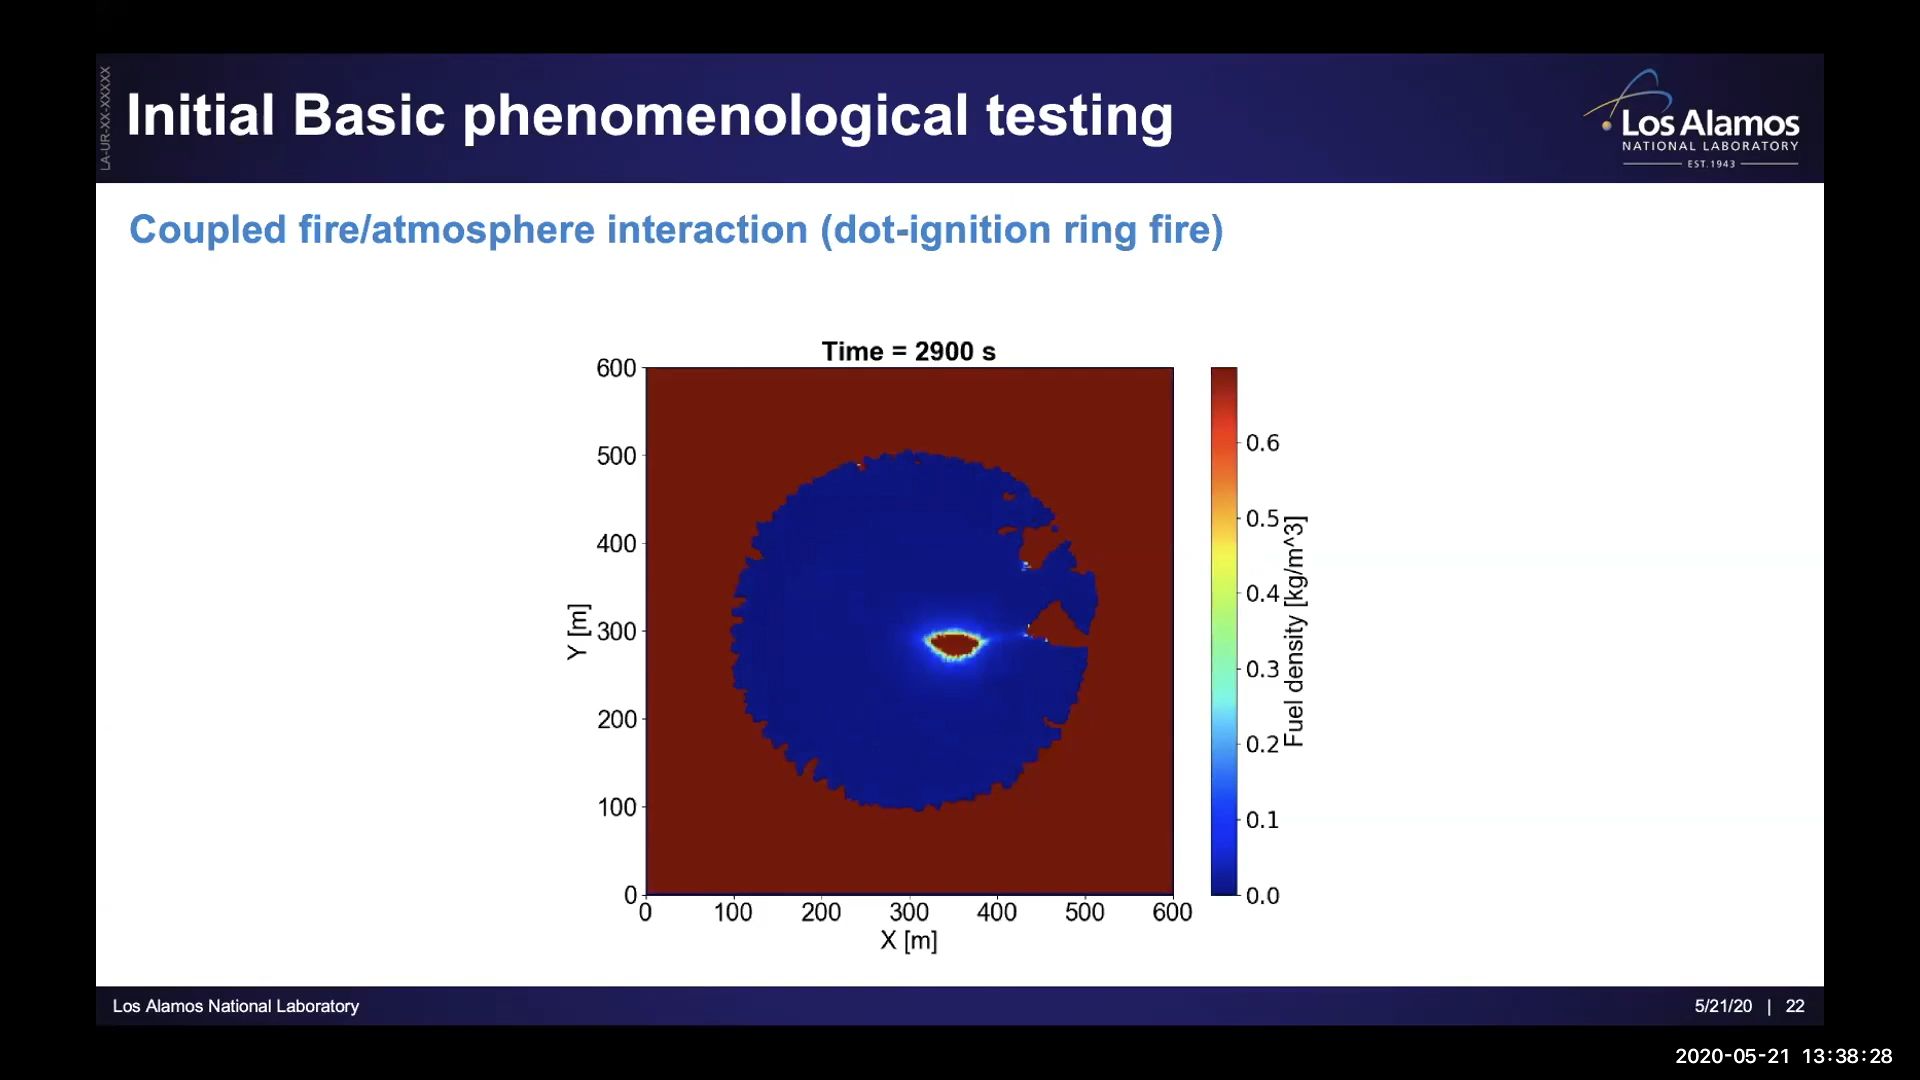 LA-UR-XX-XXXXX
Initial Basic phenomenological testing
Los Alamos
NATIONAL LABORATORY
EST.1943
Coupled fire/atmosphere interaction (dot-ignition ring fire)
Time = 2900 s
600
500
400
300
200
100
0
Y [m]
0 100 200 300 400 500 600
X [m]
0.6
0.5
0.4
0.3
0.2
0.1
0.0
Fuel density [kg/m^3]
Los Alamos National Laboratory
5/21/20 | 22
2020-05-21 13:38:28